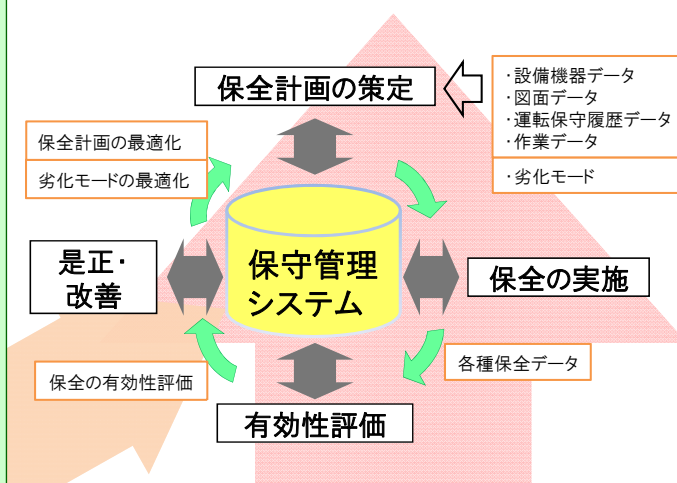 保全計画の策定
・設備機器データ
・図面データ
・運転保守履歴データ
・作業データ
・劣化モード
保全計画の最適化
劣化モードの最適化
是正・
改善
保守管理
システム
保全の実施
保全の有効性評価
各種保全データ
有効性評価